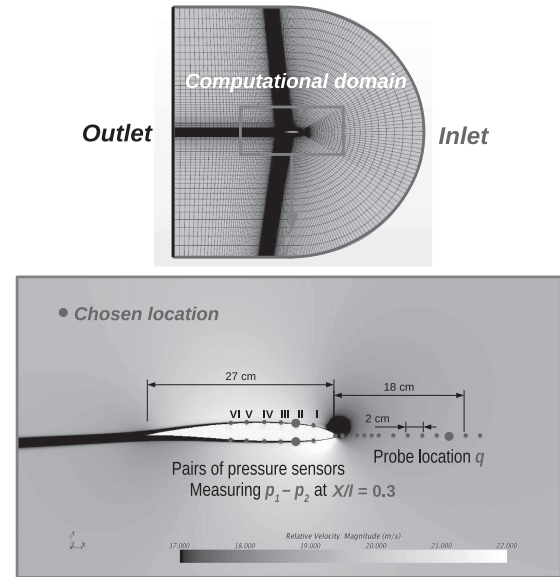 Computational domain
Outlet
Inlet
Chosen location
27 cm
18 cm
VI V IV III II I
2 cm
Pairs of pressure sensors
Measuring p₁ – p₂ at X/l = 0.3
Probe location q
Relative Velocity: Magnitude (m/s)
17.000 18.000 19.000 20.000 21.000 22.000